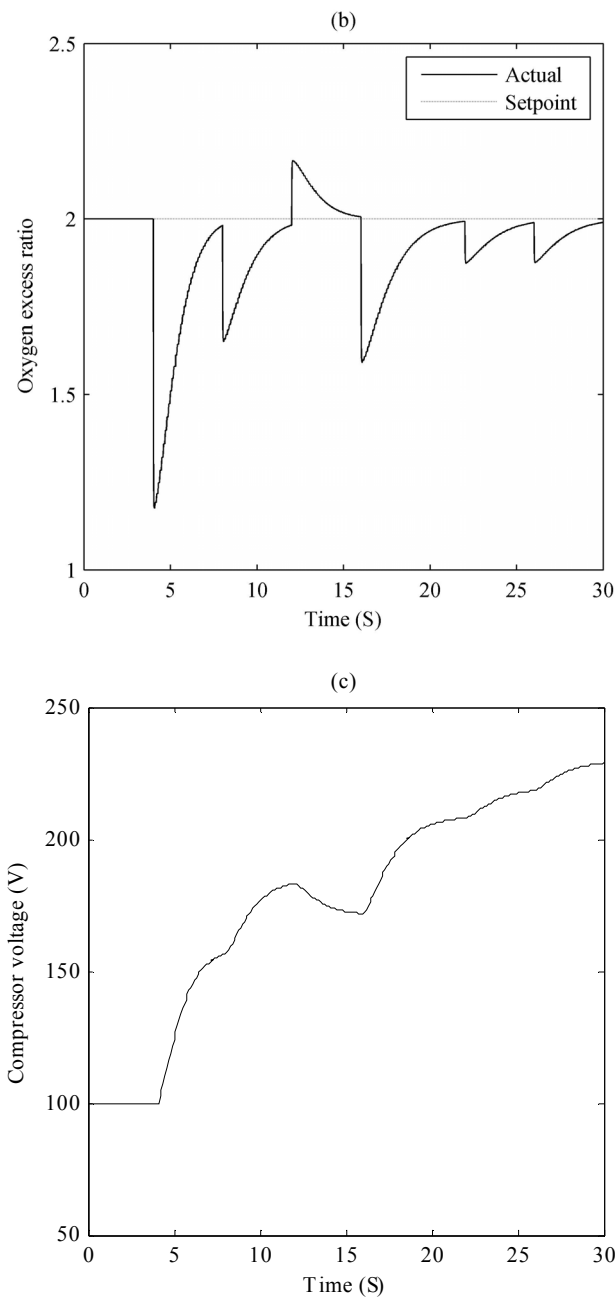 (b)
2.5
Actual
Setpoint
2
Oxygen excess ratio
1.5
1
0 5 10 15 20 25 30
Time (S)
(c)
250
200
Compressor voltage (V)
150
100
50
0 5 10 15 20 25 30
Time (S)